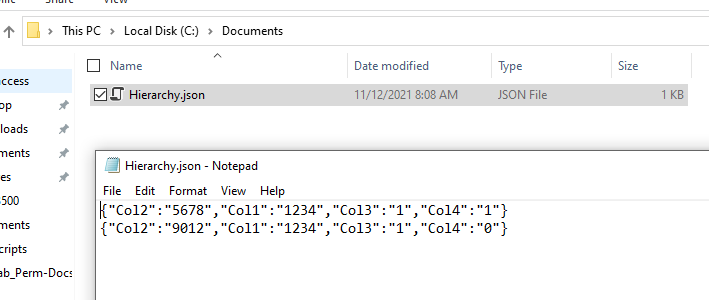 Share
View
This PC > Local Disk (C:) > Documents
Name
Date modified
Type
Size
Hierarchy.json
11/12/2021 8:08 AM
JSON File
1 KB
access
op
loads
ments
es
500
ments
cripts
ab_Perm-Docs
Hierarchy.json - Notepad
File Edit Format View Help
{"Col2":"5678","Col1":"1234","Col3":"1","Col4":"1"}
{"Col2":"9012","Col1":"1234","Col3":"1","Col4":"0"}